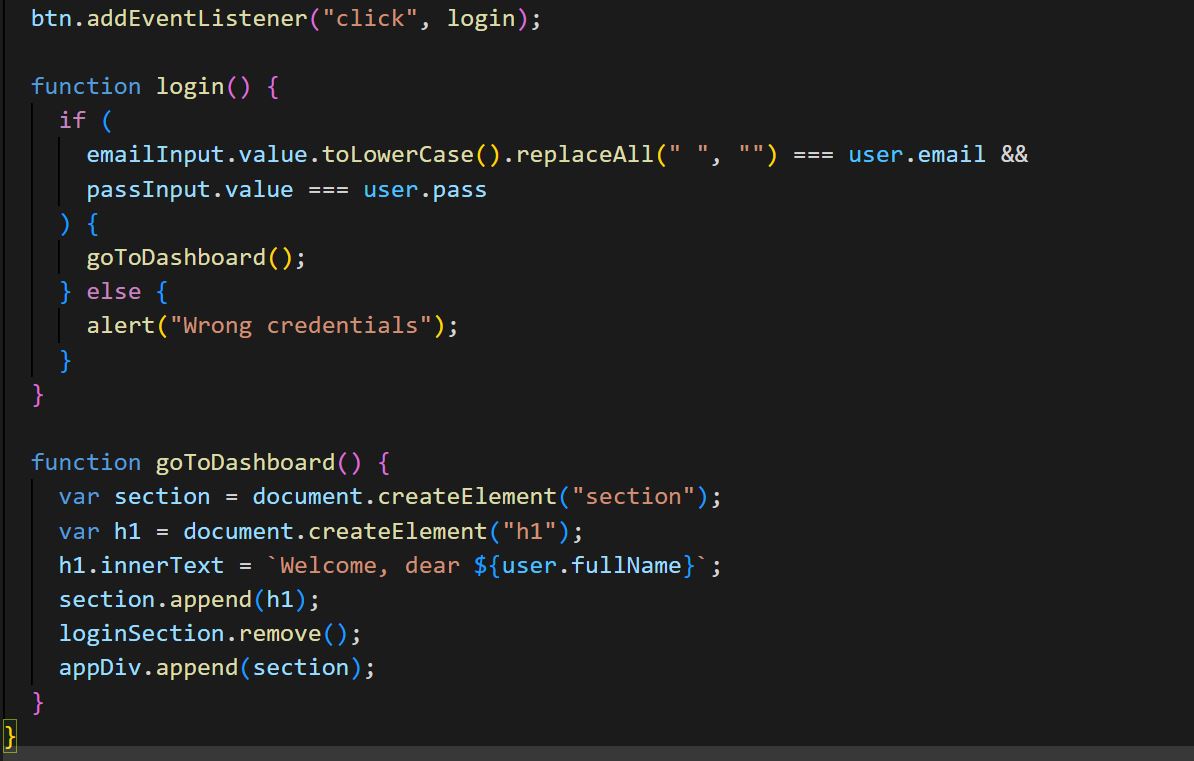 btn.addEventListener("click", login);

function login() {
  if (
    emailInput.value.toLowerCase().replaceAll(" ", "") === user.email &&
    passInput.value === user.pass
  ) {
    goToDashboard();
  } else {
    alert("Wrong credentials");
  }
}

function goToDashboard() {
  var section = document.createElement("section");
  var h1 = document.createElement("h1");
  h1.innerText = `Welcome, dear ${user.fullName}`;
  section.append(h1);
  loginSection.remove();
  appDiv.append(section);
}
}